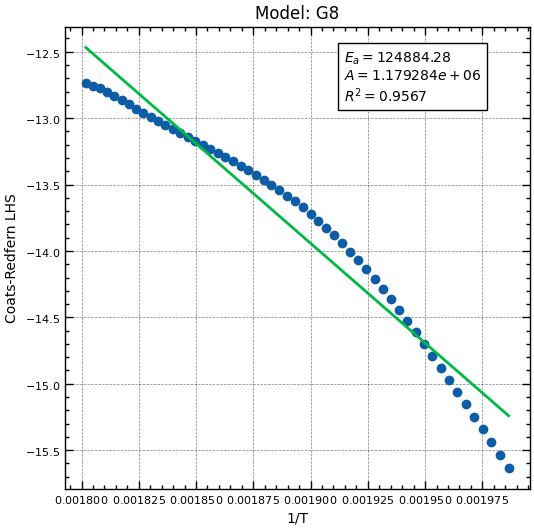 Model: G8
E_a = 124884.28
A = 1.179284e + 06
R² = 0.9567
Coats-Redfern LHS
−12.5
−13.0
−13.5
−14.0
−14.5
−15.0
−15.5
0.001800 0.001825 0.001850 0.001875 0.001900 0.001925 0.001950 0.001975
1/T